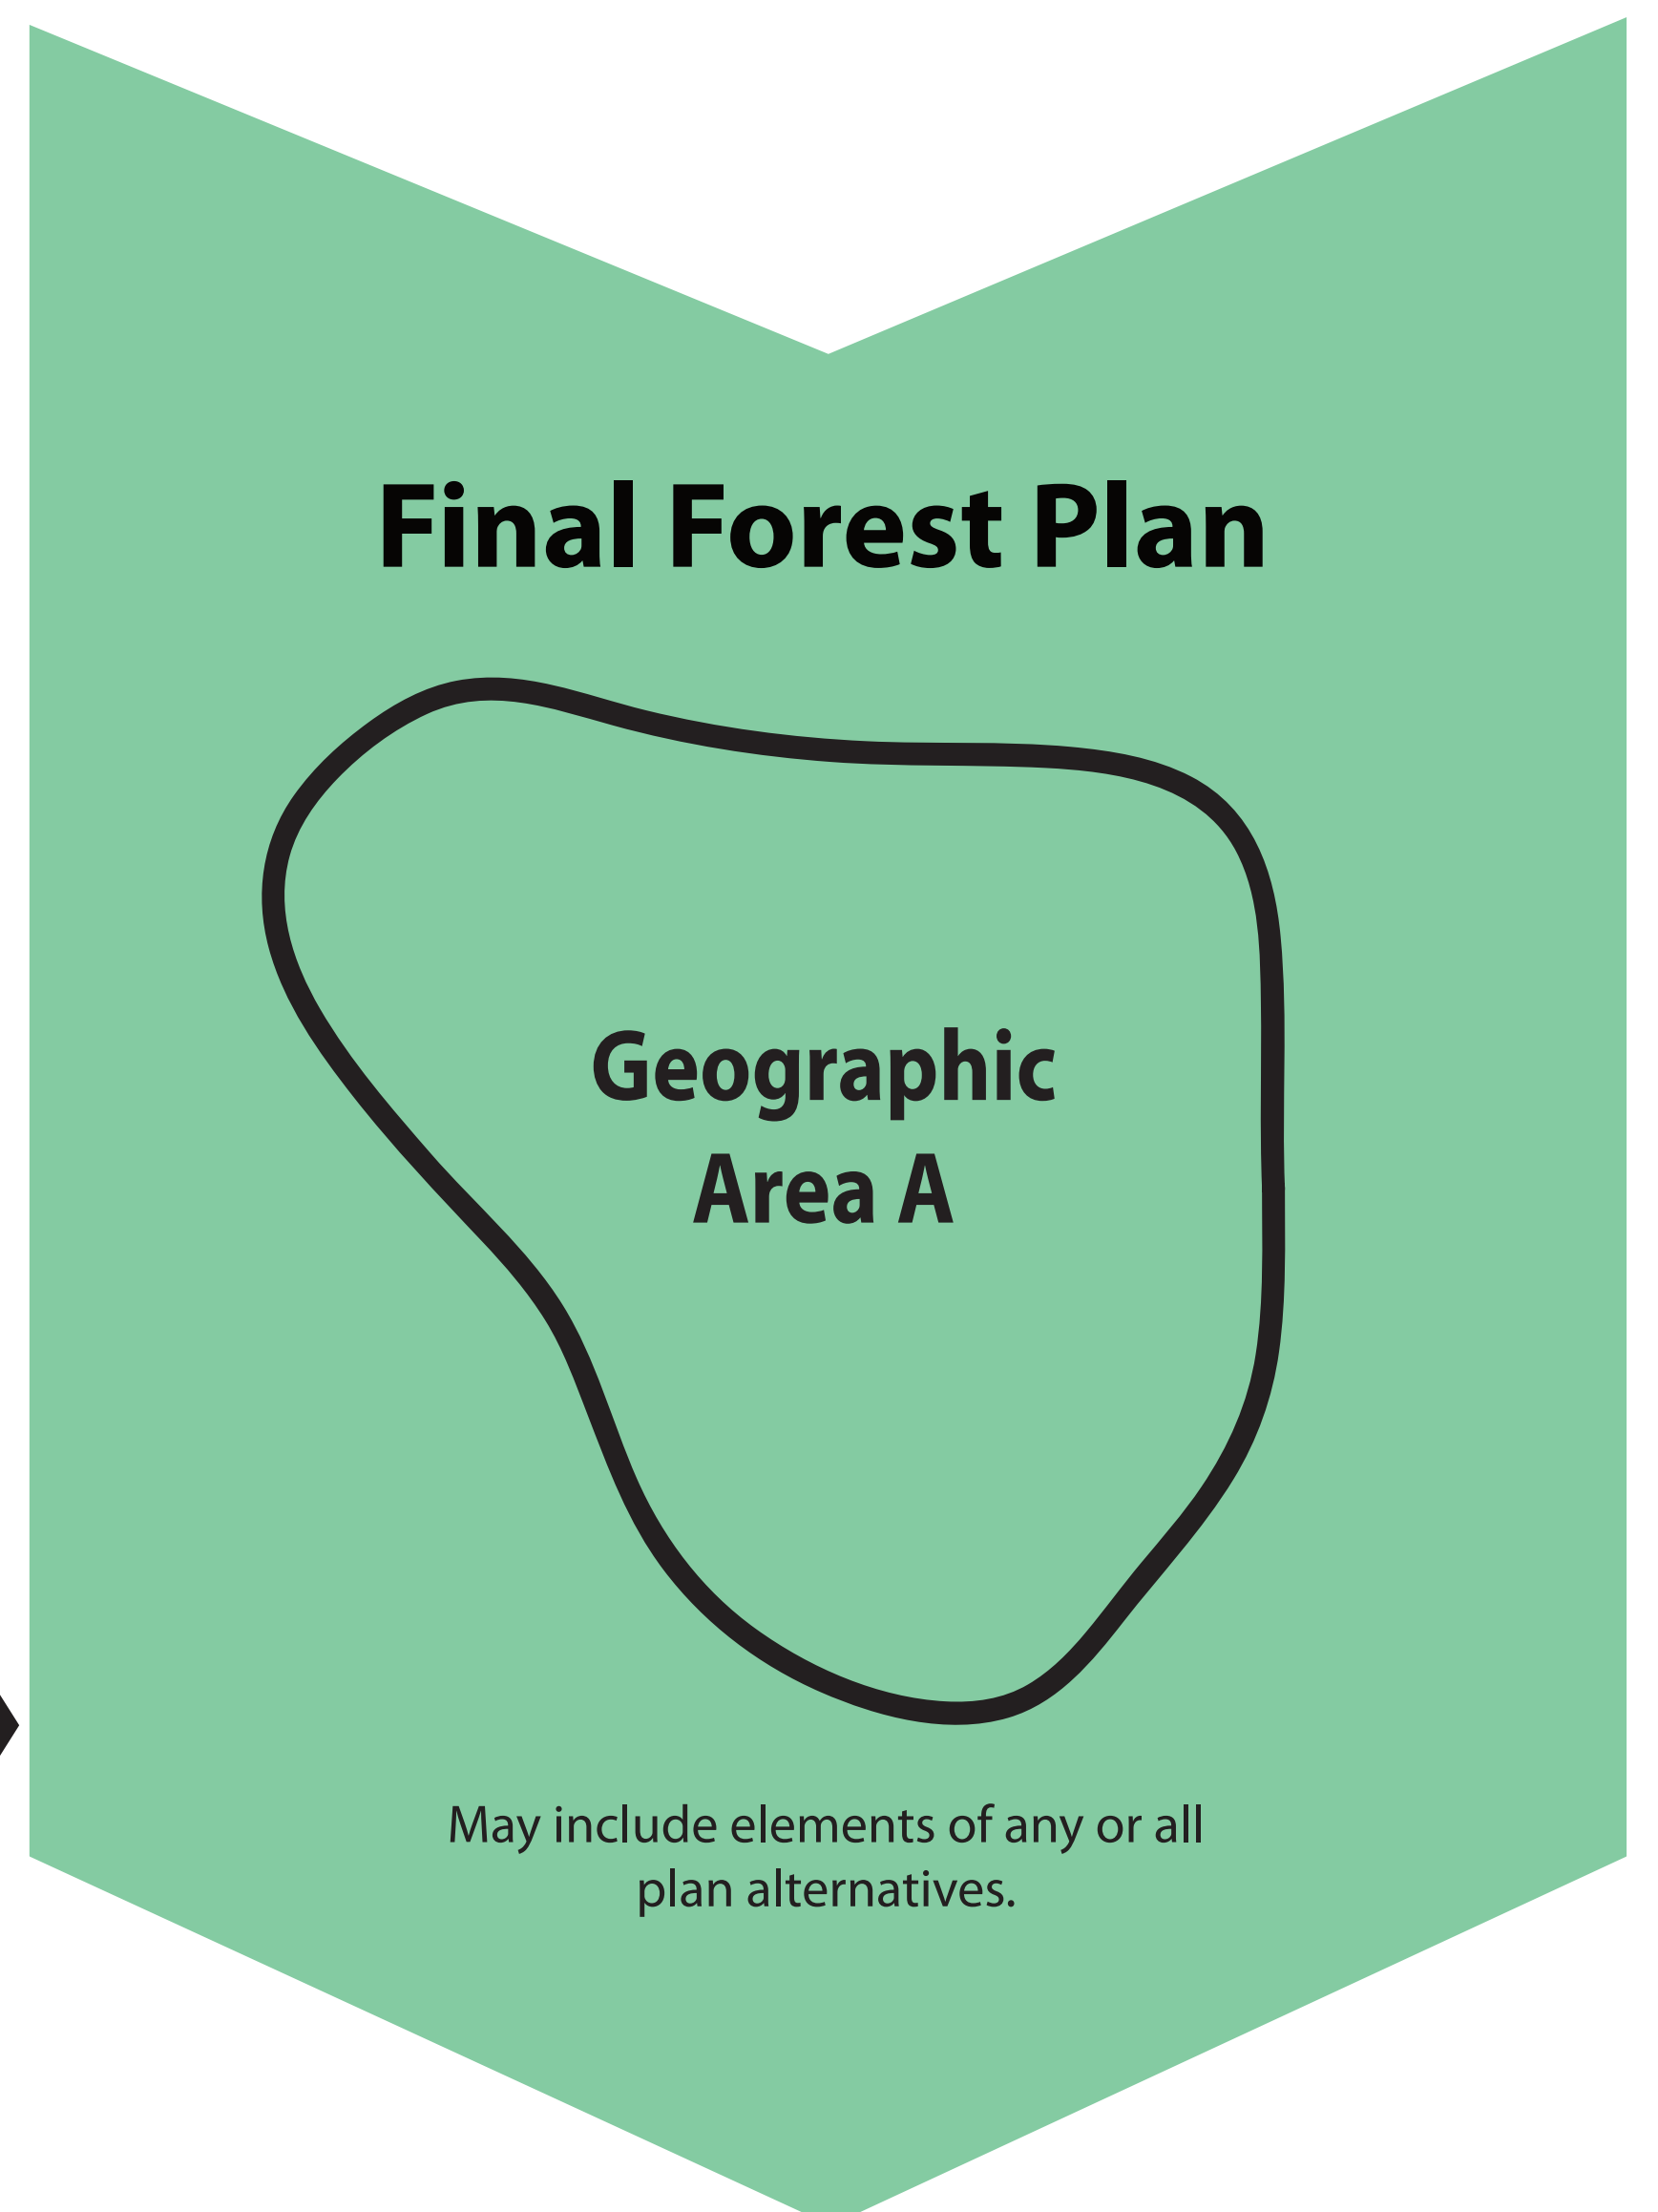 Final Forest Plan
Geographic
Area A
May include elements of any or all
plan alternatives.